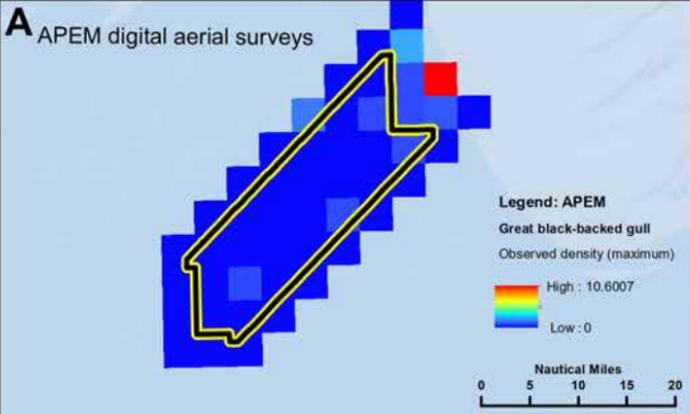 A APEM digital aerial surveys
Legend: APEM
Great black-backed gull
Observed density (maximum)
High : 10.6007
Low : 0
Nautical Miles
0 5 10 15 20